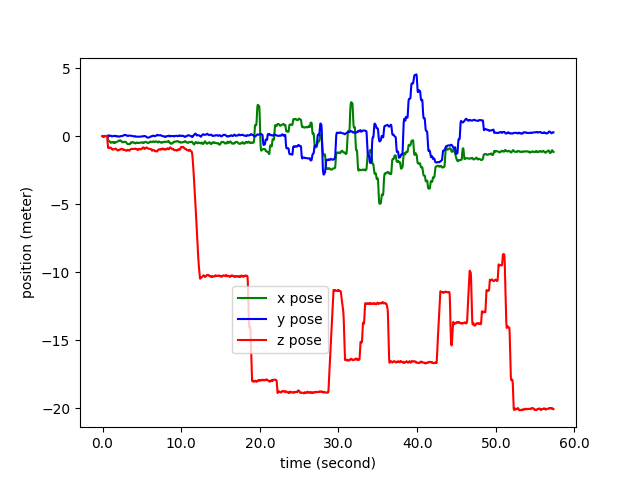 5
0
−5
−10
−15
−20
position (meter)
x pose
y pose
z pose
0.0 10.0 20.0 30.0 40.0 50.0 60.0
time (second)